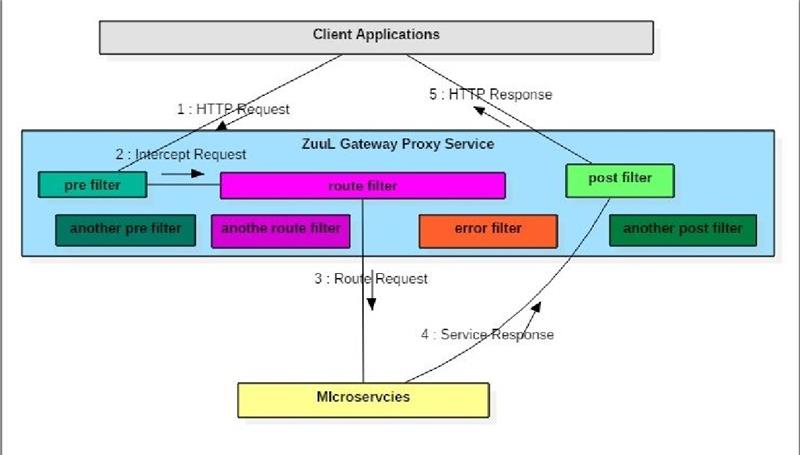 Client Applications
1 : HTTP Request
5 : HTTP Response
ZuuL Gateway Proxy Service
2 : Intercept Request
pre filter
route filter
post filter
another pre filter
anothe route filter
error filter
another post filter
3 : Route Request
4 : Service Response
MIcroservcies